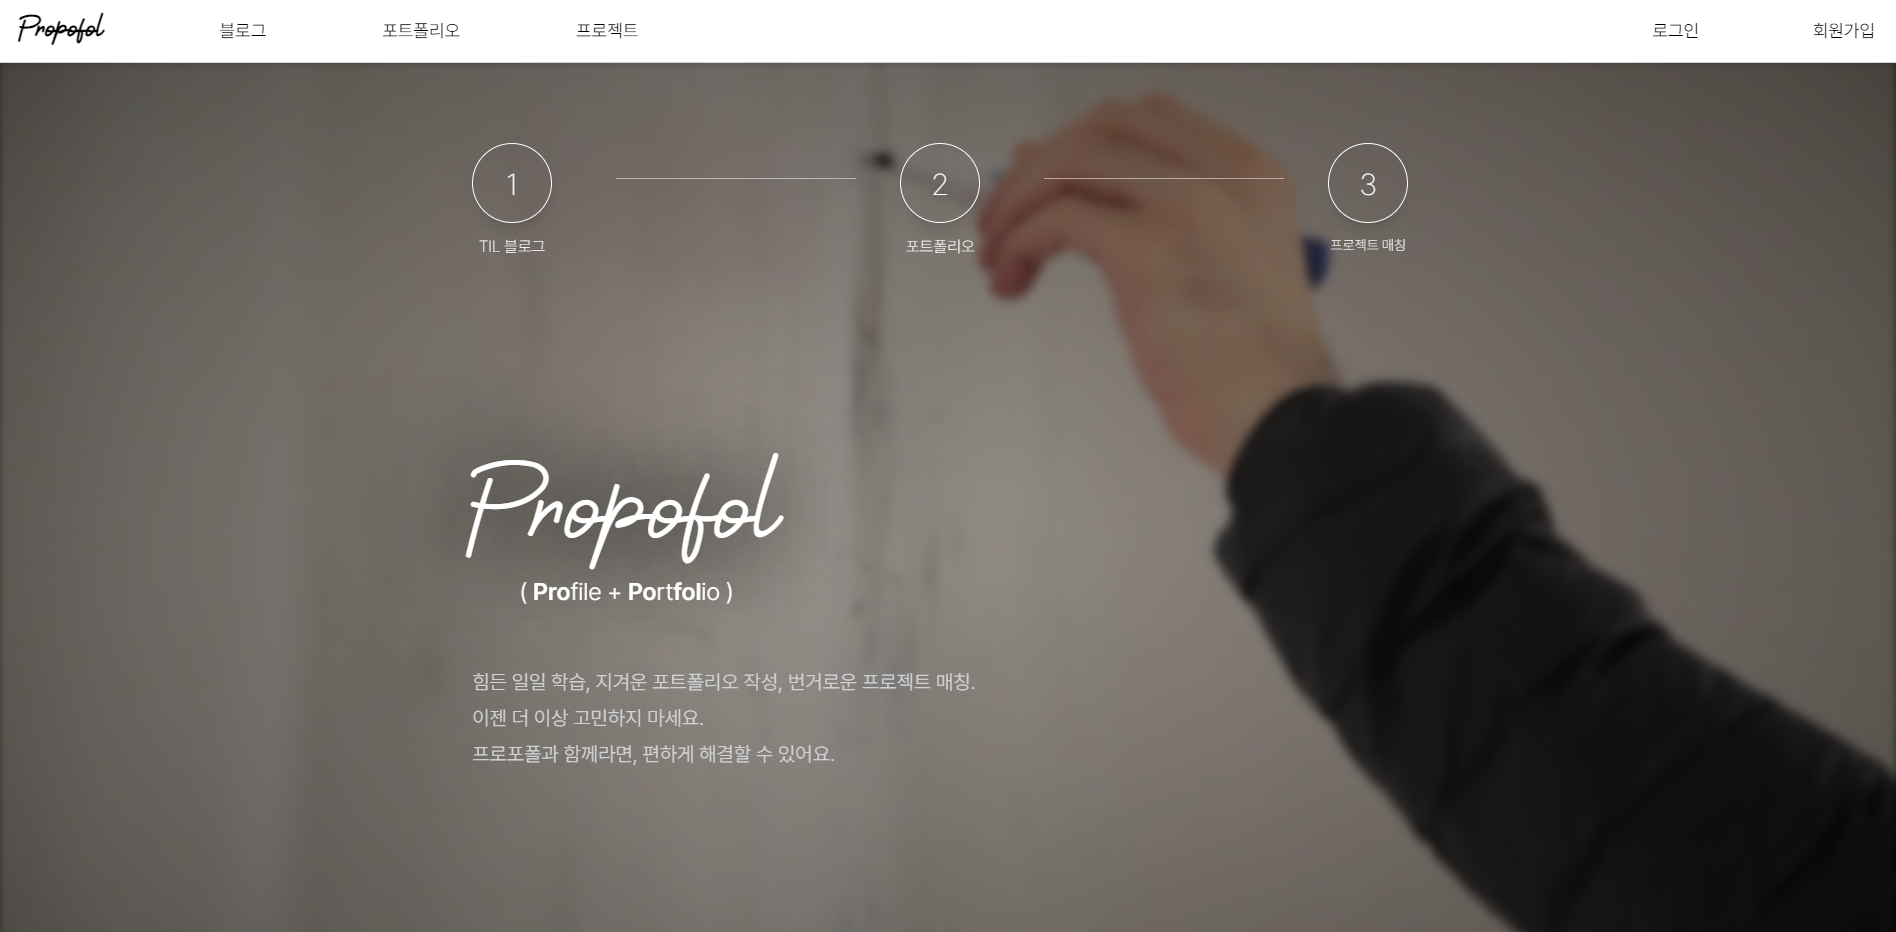 Propofol 블로그 포트폴리오 프로젝트 로그인 회원가입
1 2 3
TIL 블로그 포트폴리오 프로젝트 매칭
Propofol
( Profile + Portfolio )
힘든 일일 학습, 지겨운 포트폴리오 작성, 번거로운 프로젝트 매칭.
이젠 더 이상 고민하지 마세요.
프로포폴과 함께라면, 편하게 해결할 수 있어요.